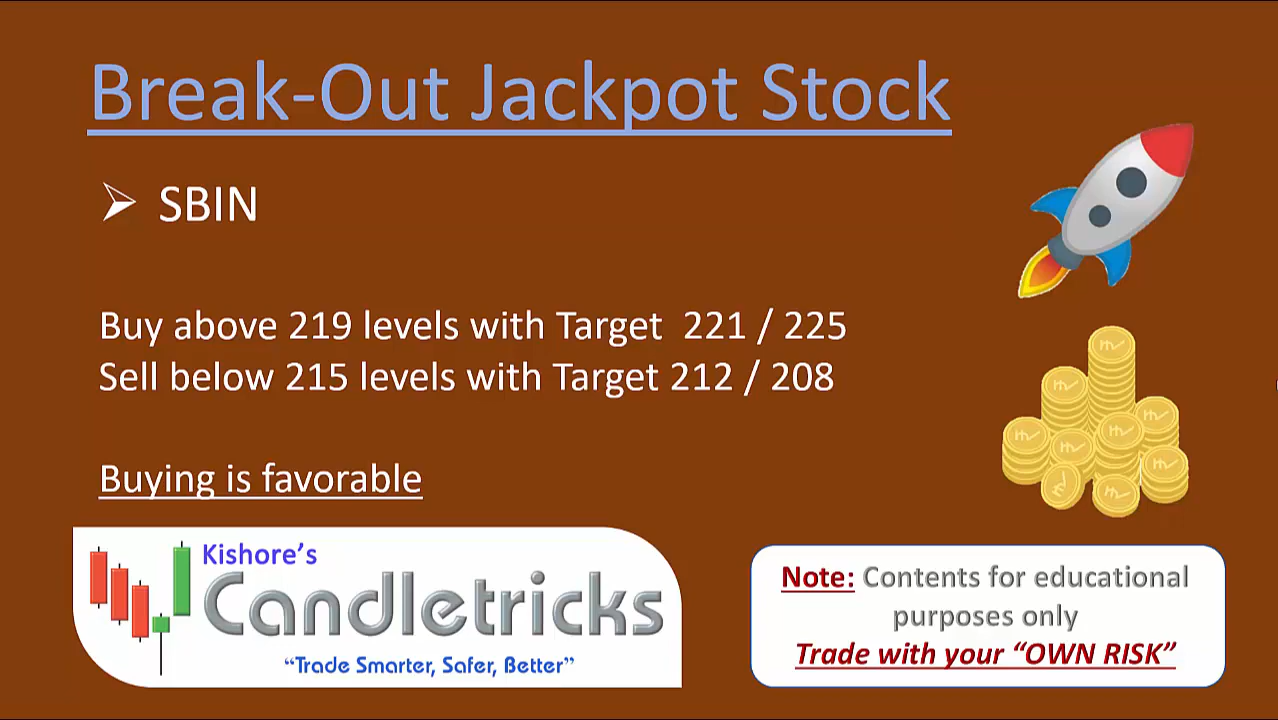 Break-Out Jackpot Stock
➢ SBIN
Buy above 219 levels with Target 221 / 225
Sell below 215 levels with Target 212 / 208
Buying is favorable
Kishore’s
Candletricks
“Trade Smarter, Safer, Better”
Note: Contents for educational
purposes only
Trade with your “OWN RISK”